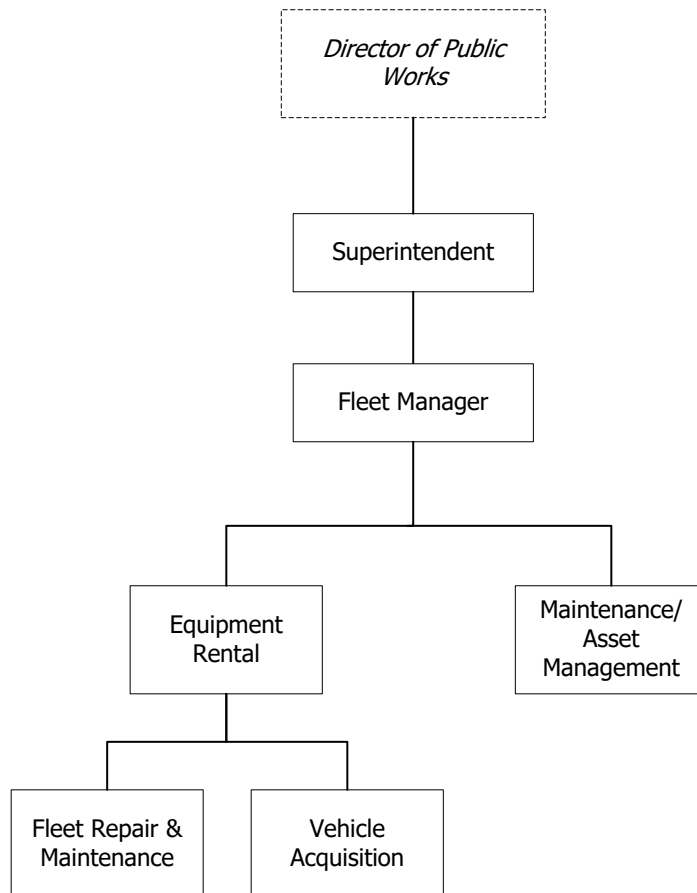 Director of Public
Works
Superintendent
Fleet Manager
Equipment
Rental
Maintenance/
Asset
Management
Fleet Repair &
Maintenance
Vehicle
Acquisition